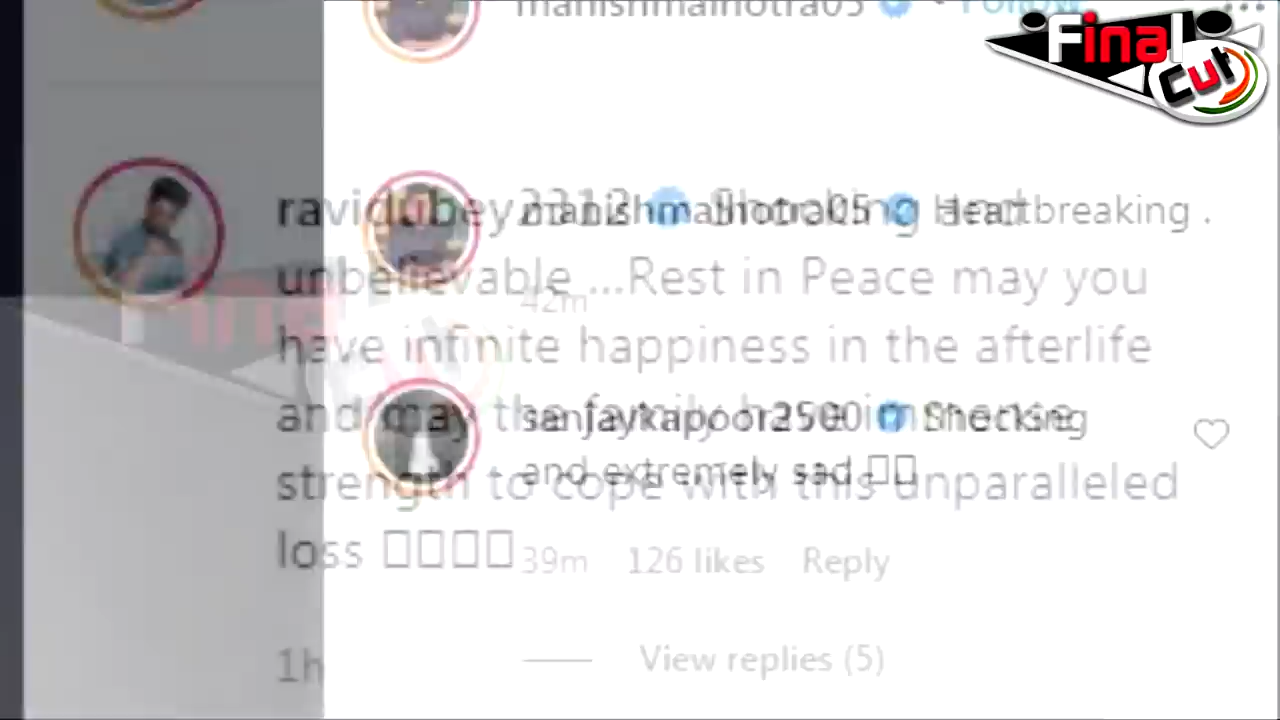 manishmalhotra05 Follow
Final
Cut
ravidubey2312 Shocking and
unbelievable ...Rest in Peace may you
have infinite happiness in the afterlife
and may the family have immense
strength to cope with this unparalleled
loss
1h
manishmalhotra05 Heartbreaking .
42m
sanjaykapoor2500 Shocking
and extremely sad
39m 126 likes Reply
View replies (5)
Final